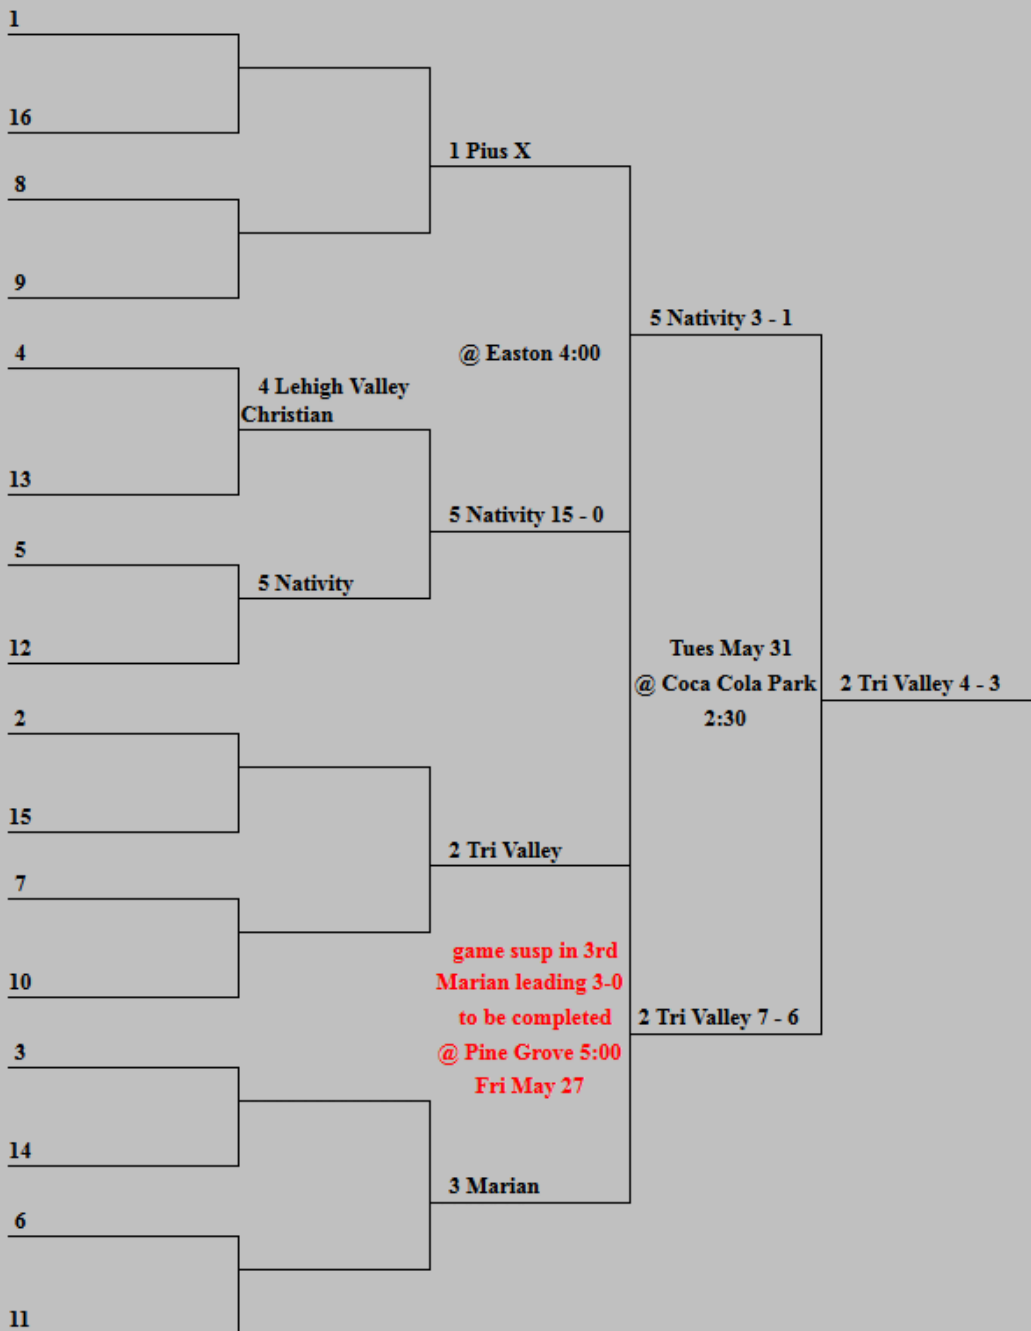 1
16
1 Pius X
8
9
5 Nativity 3 - 1
@ Easton 4:00
4
4 Lehigh Valley
Christian
13
5 Nativity 15 - 0
5
5 Nativity
12
Tues May 31
@ Coca Cola Park
2:30
2 Tri Valley 4 - 3
2
15
2 Tri Valley
7
10
game susp in 3rd
Marian leading 3-0
to be completed
@ Pine Grove 5:00
Fri May 27
2 Tri Valley 7 - 6
3
14
3 Marian
6
11